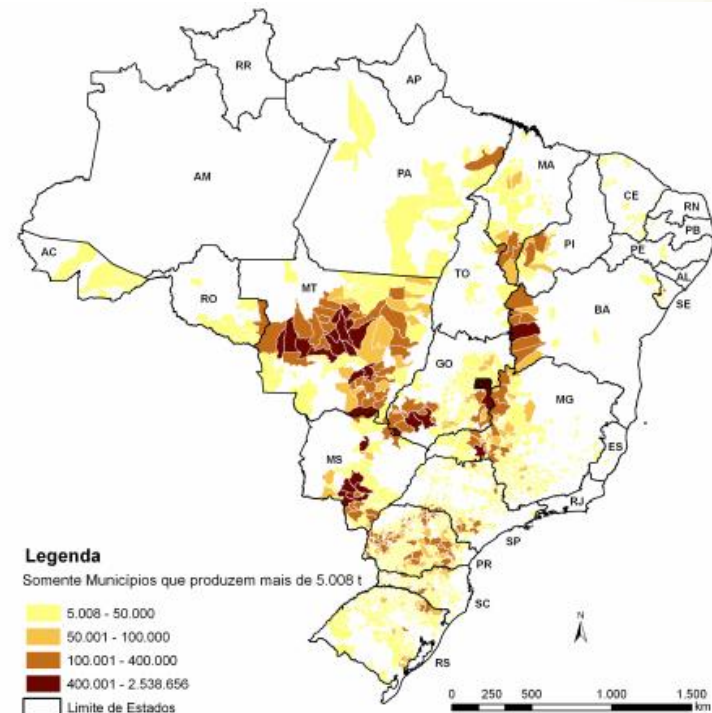 RR
AP
AM
PA
MA
CE
RN
PB
PE
PI
AL
SE
AC
TO
RO
MT
BA
GO
MG
ES
MS
RJ
SP
PR
SC
RS
Legenda
Somente Municípios que produzem mais de 5.008 t
5.008 - 50.000
50.001 - 100.000
100.001 - 400.000
400.001 - 2.538.656
Limite de Estados
N
0 250 500 1.000 1.500
km